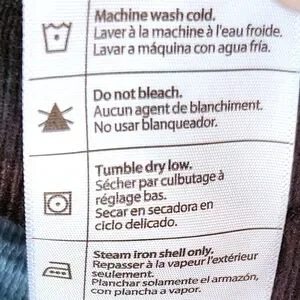 Machine wash cold.
Laver à la machine à l'eau froide.
Lavar a máquina con agua fría.
Do not bleach.
Aucun agent de blanchiment.
No usar blanqueador.
Tumble dry low.
Sécher par culbutage à
réglage bas.
Secar en secadora en
ciclo delicado.
Steam iron shell only.
Repasser à la vapeur l'extérieur
seulement.
Planchar solamente el armazón,
con plancha a vapor.